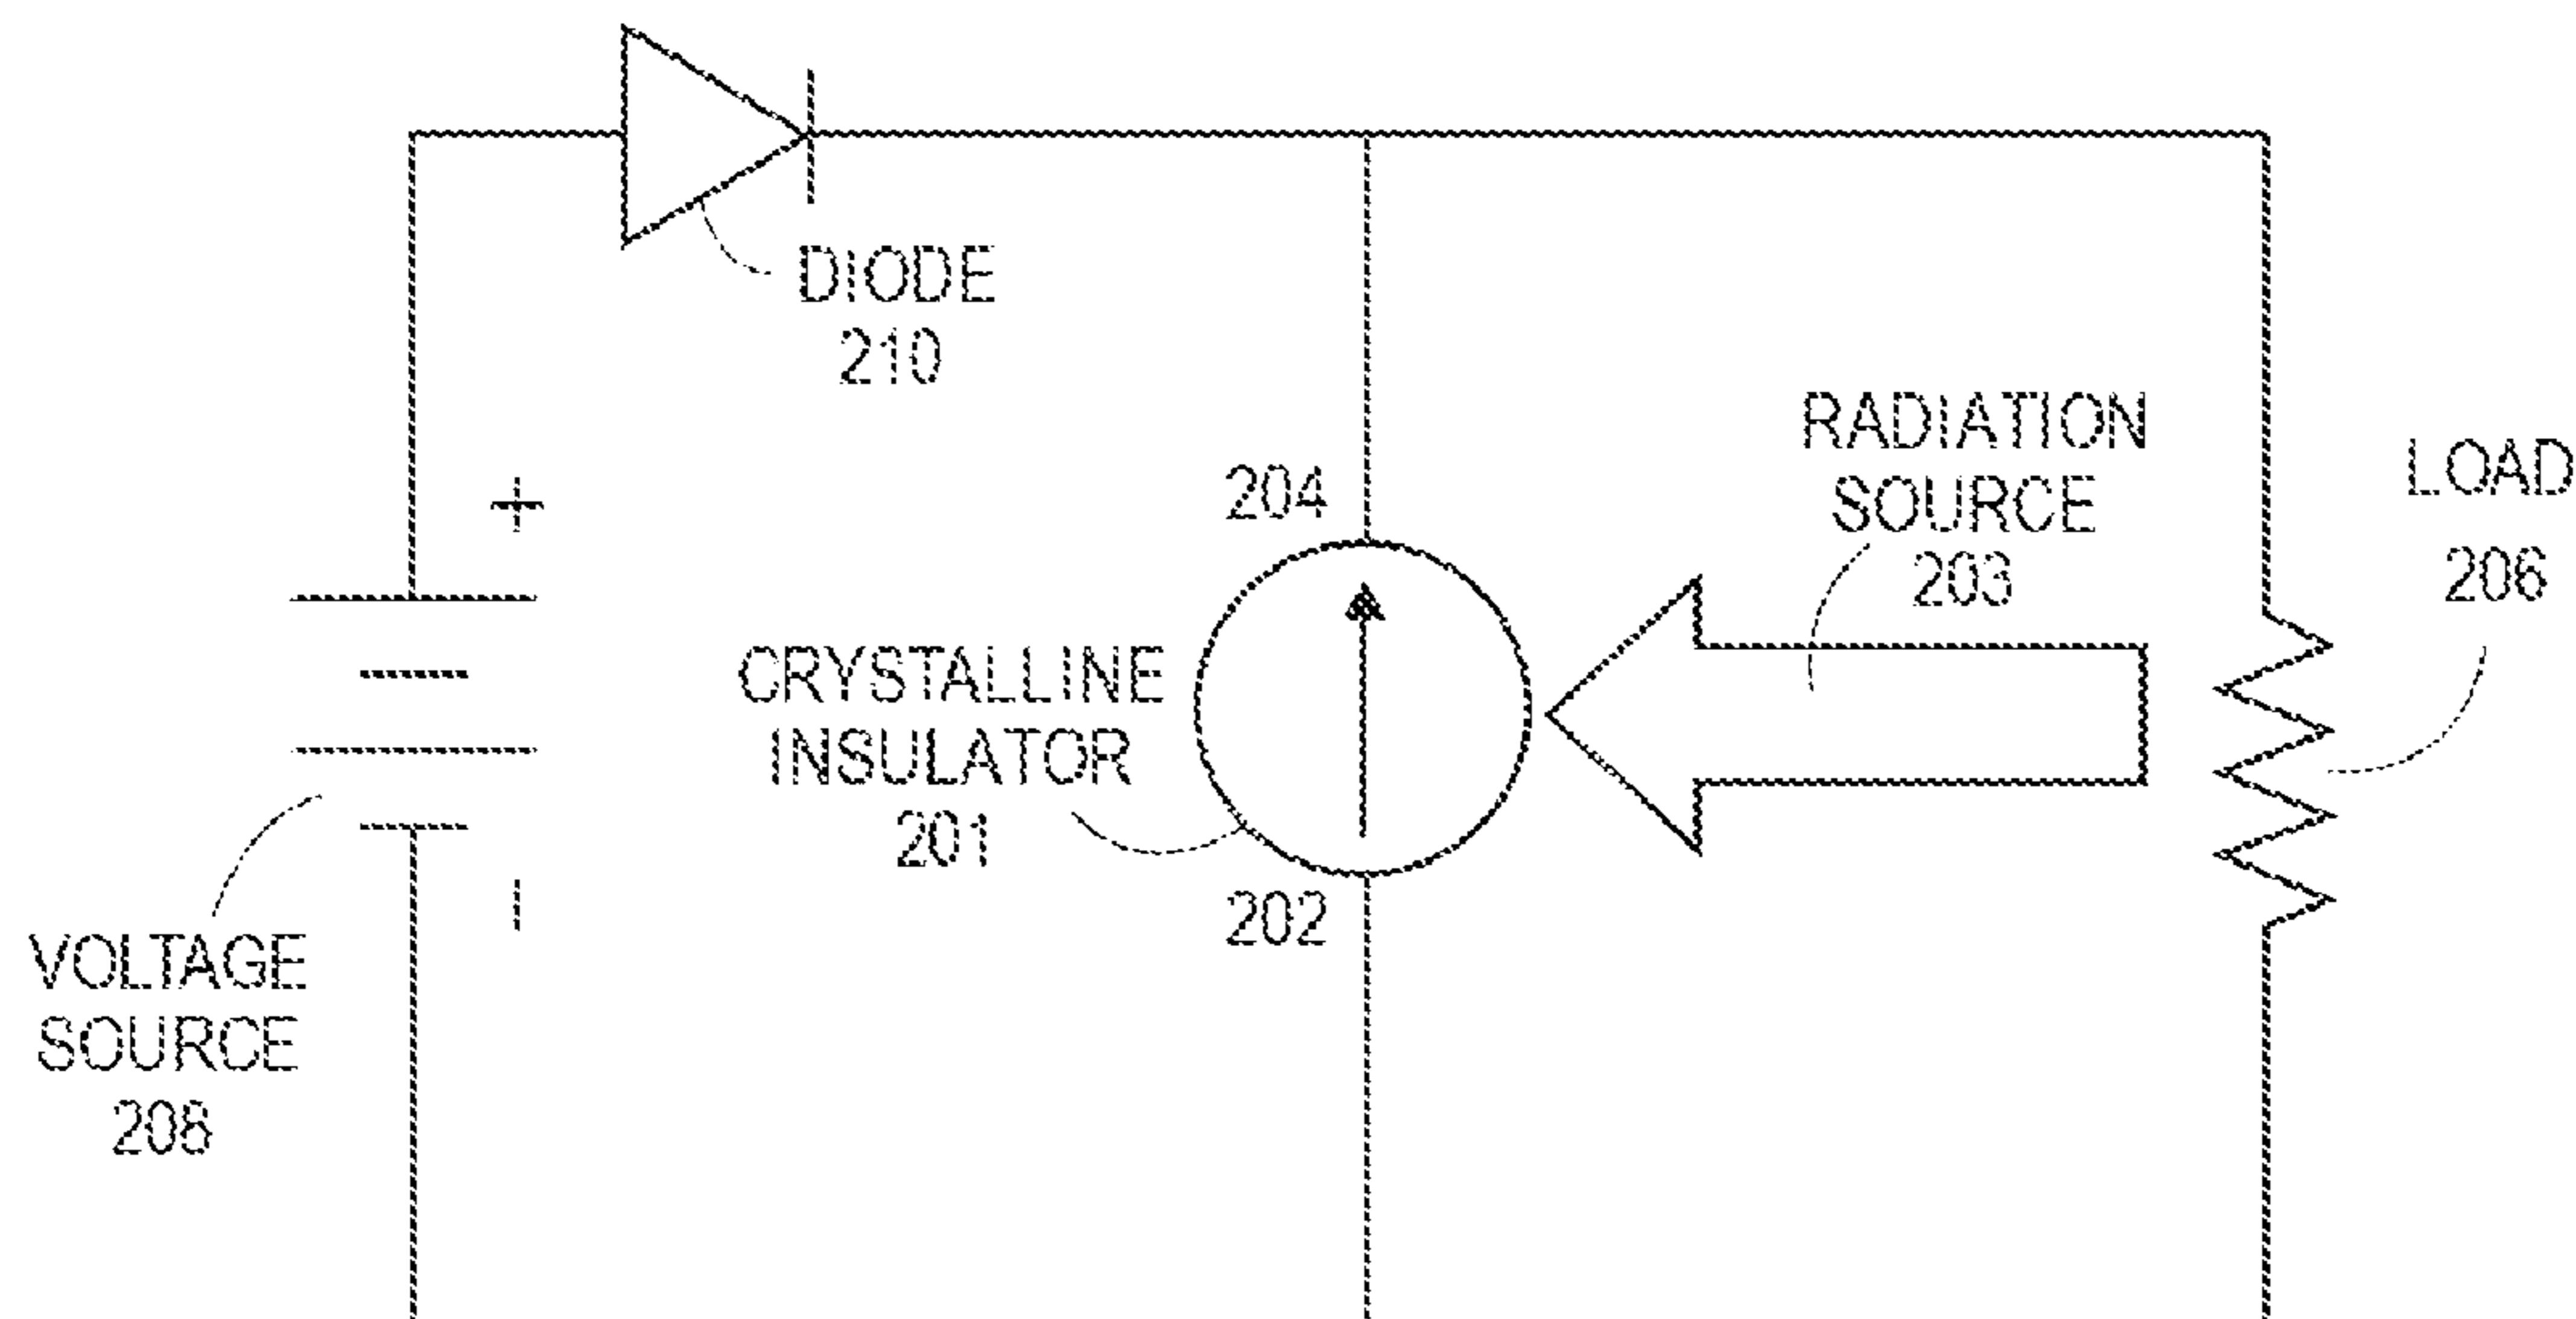 DIODE
210
+
204
RADIATION
SOURCE
203
LOAD
206
CRYSTALLINE
INSULATOR
201
202
VOLTAGE
SOURCE
208